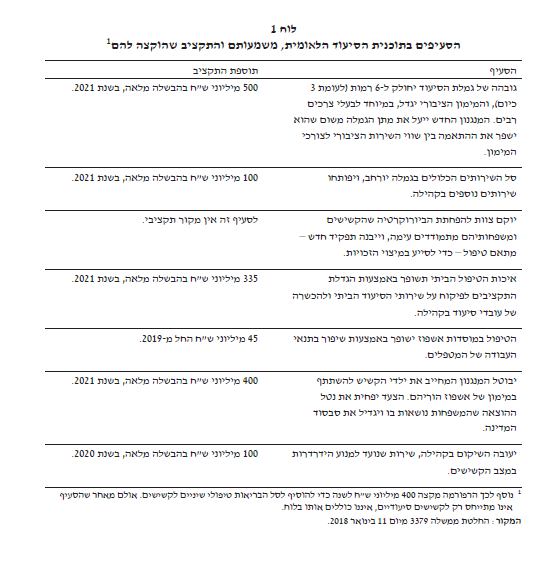 לוח 1
הסעיפים בתוכנית הסיעוד הלאומית, משמעותם והתקציב שהוקצה להם1
הסעיף
תוספת התקציב
גובהה של גמלת הסיעוד יחולק ל-6 רמות (לעומת 3
כיום), והמימון הציבורי יגדל, במיוחד לבעלי צרכים
רבים. המנגנון החדש ייעל את מתן הגמלה משום שהוא
ישפר את ההתאמה בין שווי השירות הציבורי לצורכי
המימון.
500 מיליוני ש״ח בהבשלה מלאה, בשנת 2021.
סל השירותים הכלולים בגמלה יורחב, ויפותחו
שירותים נוספים בקהילה.
100 מיליוני ש״ח בהבשלה מלאה, בשנת 2021.
יוקם צוות להפחתת הביורוקרטיה שהקשישים
ומשפחותיהם מתמודדים עימה, וייבנה תפקיד חדש –
מתאם טיפול – כדי לסייע במיצוי הזכויות.
לסעיף זה אין מקור תקציבי.
איכות הטיפול הביתי תשופר באמצעות הגדלת
התקציבים לפיקוח על שירותי הסיעוד הביתי ולהכשרה
של עובדי סיעוד בקהילה.
335 מיליוני ש״ח בהבשלה מלאה, בשנת 2021.
הטיפול במוסדות אשפוז ישופר באמצעות שיפור בתנאי
העבודה של המטפלים.
45 מיליוני ש״ח החל מ-2019.
יבוטל המנגנון המחייב את ילדי הקשיש להשתתף
במימון של אשפוז הוריהם. הצעד יפחית את נטל
ההוצאה שהמשפחות נושאות בו ויגדיל את סבסוד
המדינה.
400 מיליוני ש״ח בהבשלה מלאה, בשנת 2021.
יעובה השיקום בקהילה, שירות שנועד למנוע הידרדרות
במצב הקשישים.
100 מיליוני ש״ח בהבשלה מלאה, בשנת 2020.
1 נוסף לכך הרפורמה מקצה 400 מיליוני ש״ח לשנה כדי להוסיף לסל הבריאות טיפולי שיניים לקשישים. אולם מאחר שהסעיף
אינו מתייחס רק לקשישים סיעודיים, איננו כוללים אותו בלוח.
המקור: החלטת ממשלה 3379 מיום 11 בינואר 2018.